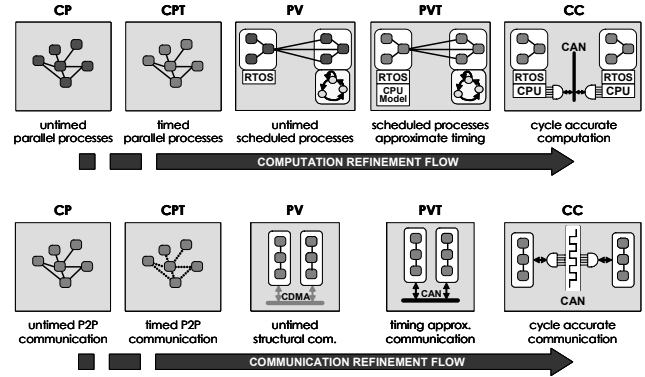 CP CPT PV PVT CC
CAN
RTOS RTOS RTOS RTOS
CPU Model CPU CPU
untimed parallel processes
timed parallel processes
untimed scheduled processes
scheduled processes approximate timing
cycle accurate computation
COMPUTATION REFINEMENT FLOW
CP CPT PV PVT CC
CDMA CAN
CAN
untimed P2P communication
timed P2P communication
untimed structural com.
timing approx. communication
cycle accurate communication
COMMUNICATION REFINEMENT FLOW